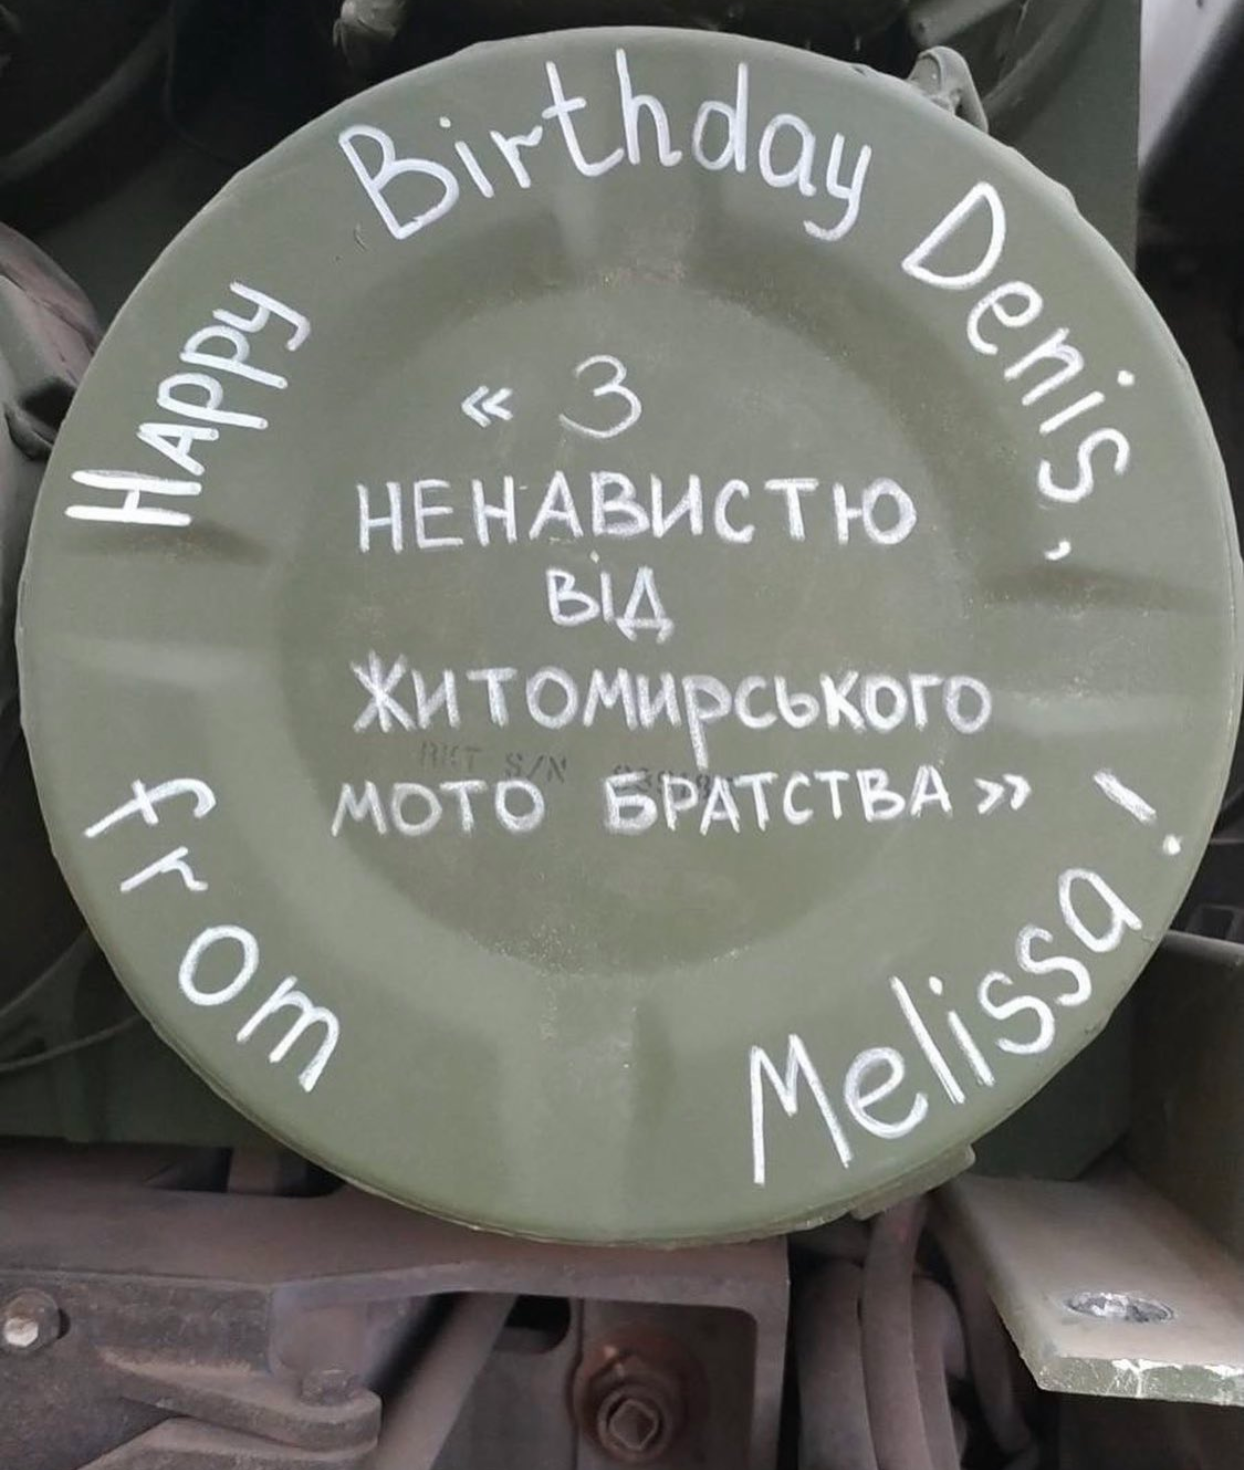 Happy Birthday Denis,
« З
НЕНАВИСТЮ
ВІД
ЖИТОМИРСЬКОГО
МОТО БРАТСТВА »
from Melissa!
S/N